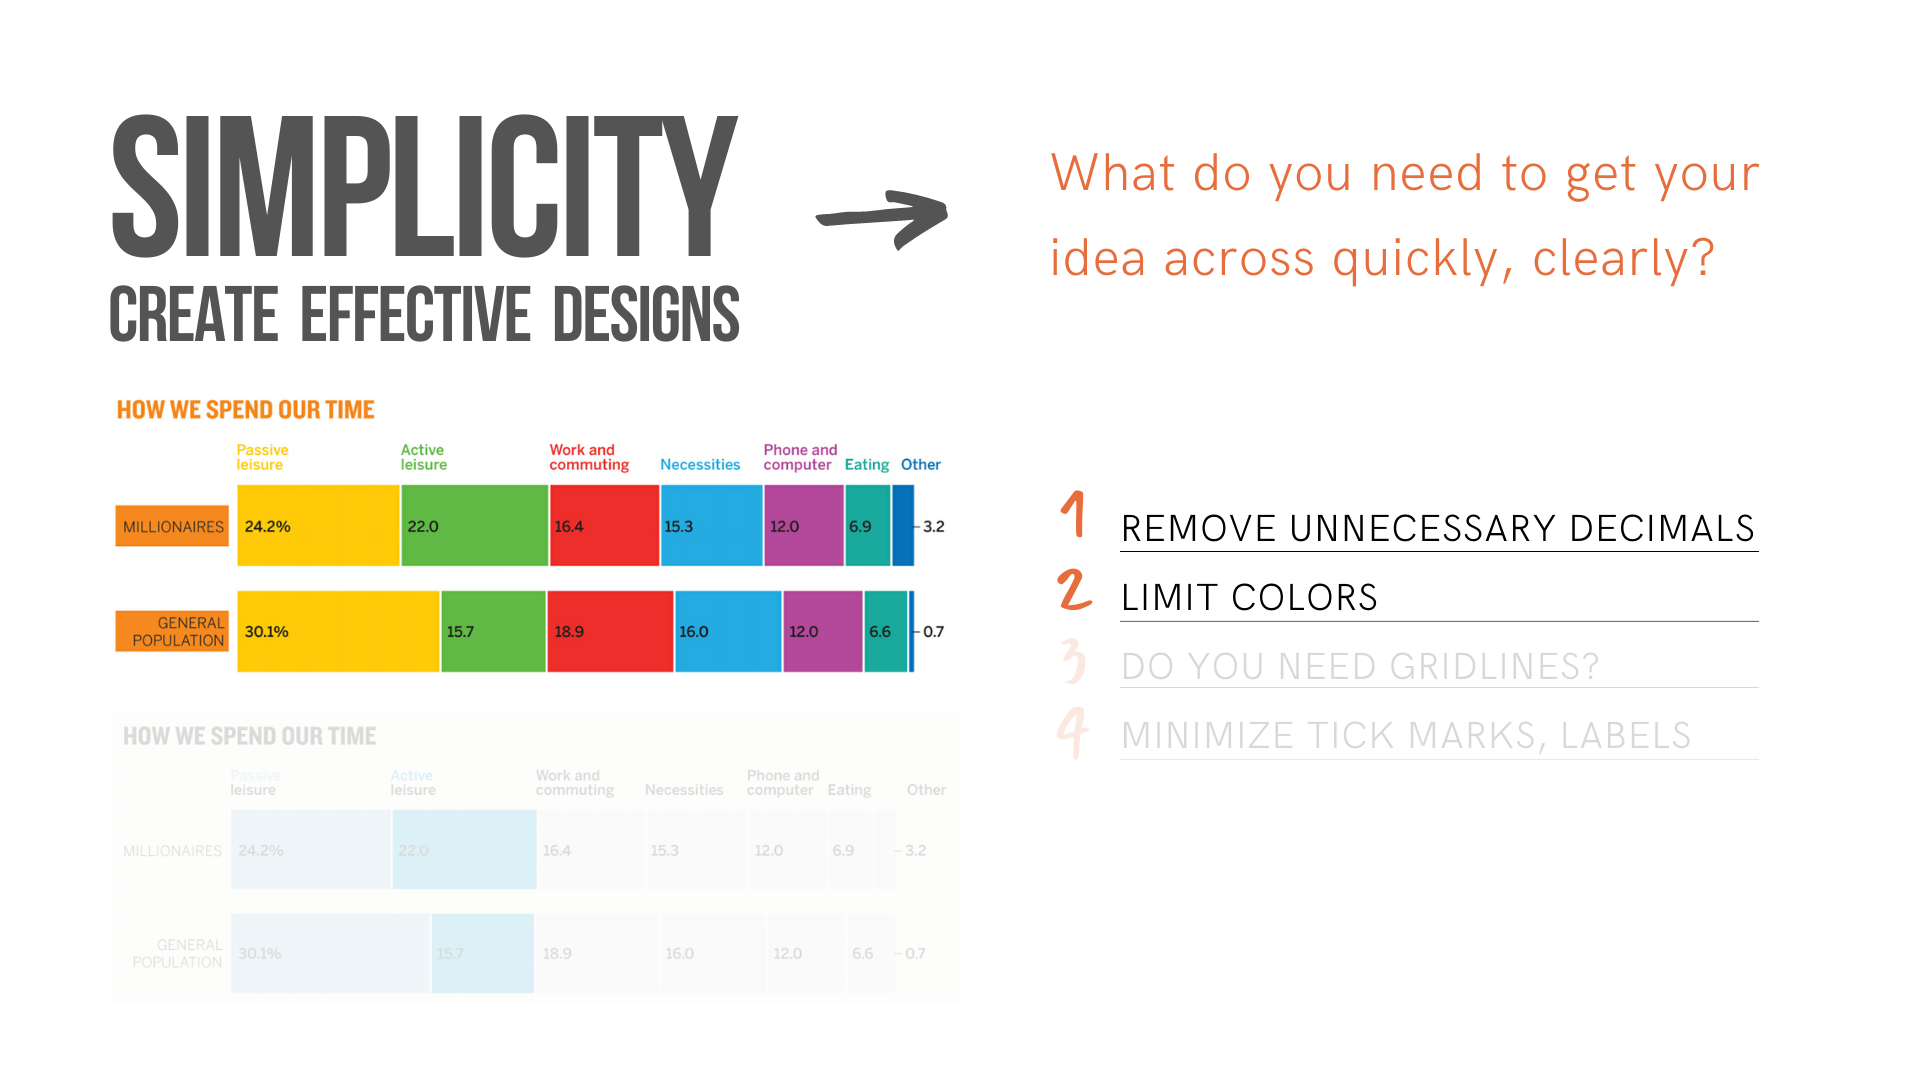 SIMPLICITY
CREATE EFFECTIVE DESIGNS
What do you need to get your
idea across quickly, clearly?
HOW WE SPEND OUR TIME
Passive
leisure
Active
leisure
Work and
commuting
Necessities
Phone and
computer
Eating
Other
MILLIONAIRES
24.2%
22.0
16.4
15.3
12.0
6.9
3.2
GENERAL
POPULATION
30.1%
15.7
18.9
16.0
12.0
6.6
0.7
HOW WE SPEND OUR TIME
Passive
leisure
Active
leisure
Work and
commuting
Necessities
Phone and
computer
Eating
Other
MILLIONAIRES
24.2%
22.0
16.4
15.3
12.0
6.9
3.2
GENERAL
POPULATION
30.1%
15.7
18.9
16.0
12.0
6.6
0.7
1 REMOVE UNNECESSARY DECIMALS
2 LIMIT COLORS
3 DO YOU NEED GRIDLINES?
4 MINIMIZE TICK MARKS, LABELS